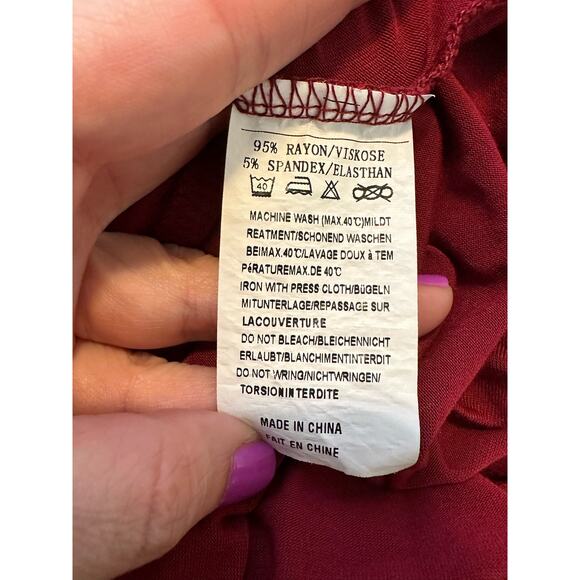 95% RAYON/VISKOSE
5% SPANDEX/ELASTHAN
40
MACHINE WASH (MAX.40℃)MILDT
REATMENT/SCHONEND WASCHEN
BEIMAX.40℃/LAVAGE DOUX à TEM
PéRATUREMAX.DE 40℃
IRON WITH PRESS CLOTH/BÜGELN
MITUNTERLAGE/REPASSAGE SUR
LACOUVERTURE
DO NOT BLEACH/BLEICHENNICHT
ERLAUBT/BLANCHIMENTINTERDIT
DO NOT WRING/NICHTWRINGEN/
TORSIONINTERDITE
MADE IN CHINA
FAIT EN CHINE